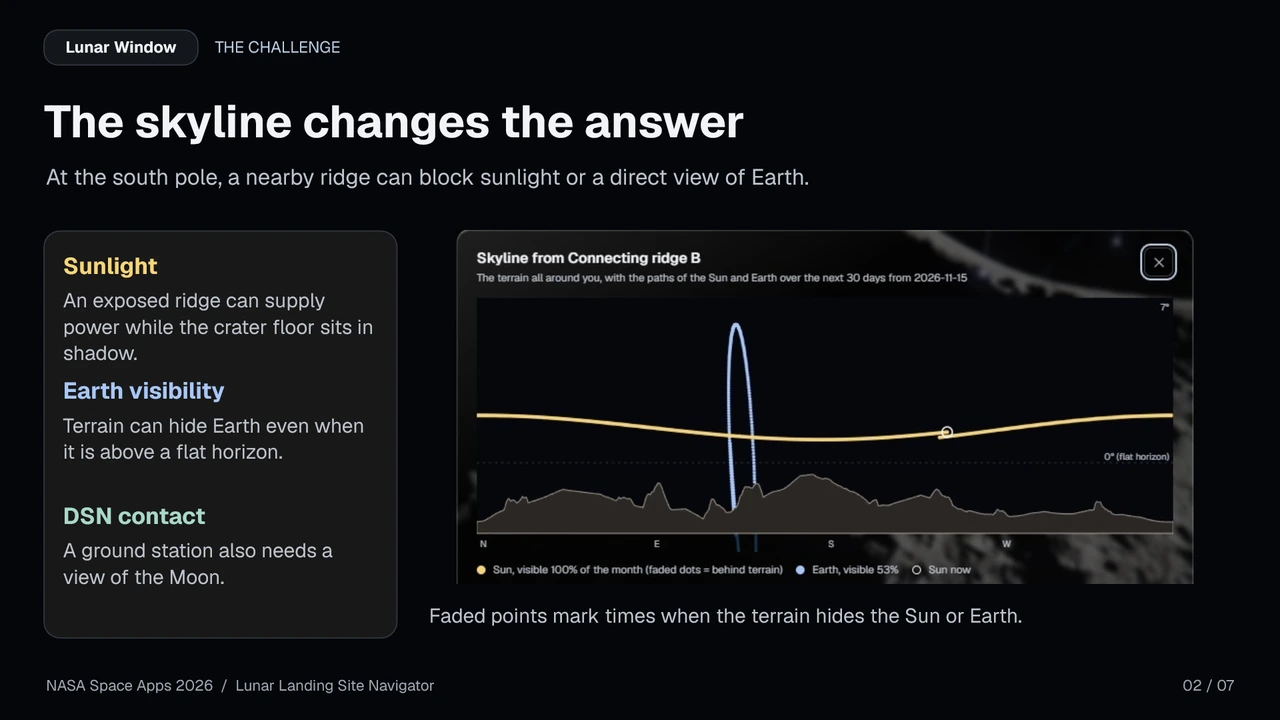 Lunar Window
THE CHALLENGE
The skyline changes the answer
At the south pole, a nearby ridge can block sunlight or a direct view of Earth.
Sunlight
An exposed ridge can supply
power while the crater floor sits in
shadow.
Earth visibility
Terrain can hide Earth even when
it is above a flat horizon.
DSN contact
A ground station also needs a
view of the Moon.
Skyline from Connecting ridge B
The terrain all around you, with the paths of the Sun and Earth over the next 30 days from 2026-11-15
7°
0° (flat horizon)
N E S W
Sun, visible 100% of the month (faded dots = behind terrain) Earth, visible 53% Sun now
Faded points mark times when the terrain hides the Sun or Earth.
NASA Space Apps 2026 / Lunar Landing Site Navigator
02 / 07